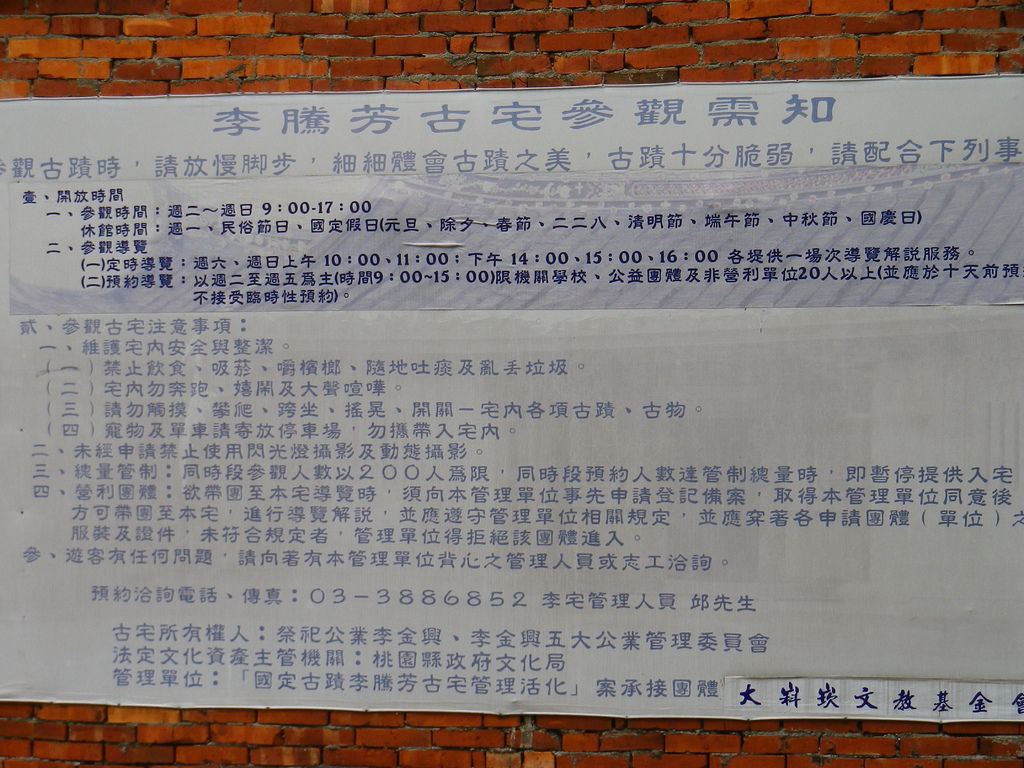 李騰芳古宅參觀需知
參觀古蹟時，請放慢脚步，細細體會古蹟之美，古蹟十分脆弱，請配合下列事
壹、開放時間
一、參觀時間：週二～週日 9：00-17：00
休館時間：週一、民俗節日、國定假日(元旦、除夕、春節、二二八、清明節、端午節、中秋節、國慶日)
二、參觀導覽
(一)定時導覽：週六、週日上午 10：00、11：00；下午 14：00、15：00、16：00 各提供一場次導覽解說服務。
(二)預約導覽：以週二至週五爲主(時間9：00~15：00)限機關學校、公益團體及非營利單位20人以上(並應於十天前預
不接受臨時性預約)。
貳、參觀古宅注意事項：
一、維護宅內安全與整潔。
(一)禁止飲食、吸菸、嚼檳榔、隨地吐痰及亂丟垃圾。
(二)宅內勿奔跑、嬉鬧及大聲喧嘩。
(三)請勿觸摸、攀爬、跨坐、搖晃、開關－宅內各項古蹟、古物。
(四)寵物及單車請寄放停車場，勿攜帶入宅內。
二、未經申請禁止使用閃光燈攝影及動態攝影。
三、總量管制：同時段參觀人數以200人爲限，同時段預約人數達管制總量時，即暫停提供入宅
四、營利團體：欲帶團至本宅導覽時，須向本管理單位事先申請登記備案，取得本管理單位同意後
方可帶團至本宅，進行導覽解說，並應遵守管理單位相關規定，並應穿著各申請團體(單位)之
服裝及證件，未符合規定者，管理單位得拒絕該團體進入。
參、遊客有任何問題，請向著有本管理單位背心之管理人員或志工洽詢。
預約洽詢電話、傳真：03－3886852 李宅管理人員 邱先生
古宅所有權人：祭祀公業李金興、李金興五大公業管理委員會
法定文化資產主管機關：桃園縣政府文化局
管理單位：「國定古蹟李騰芳古宅管理活化」案承接團體 大嵙崁文教基金會